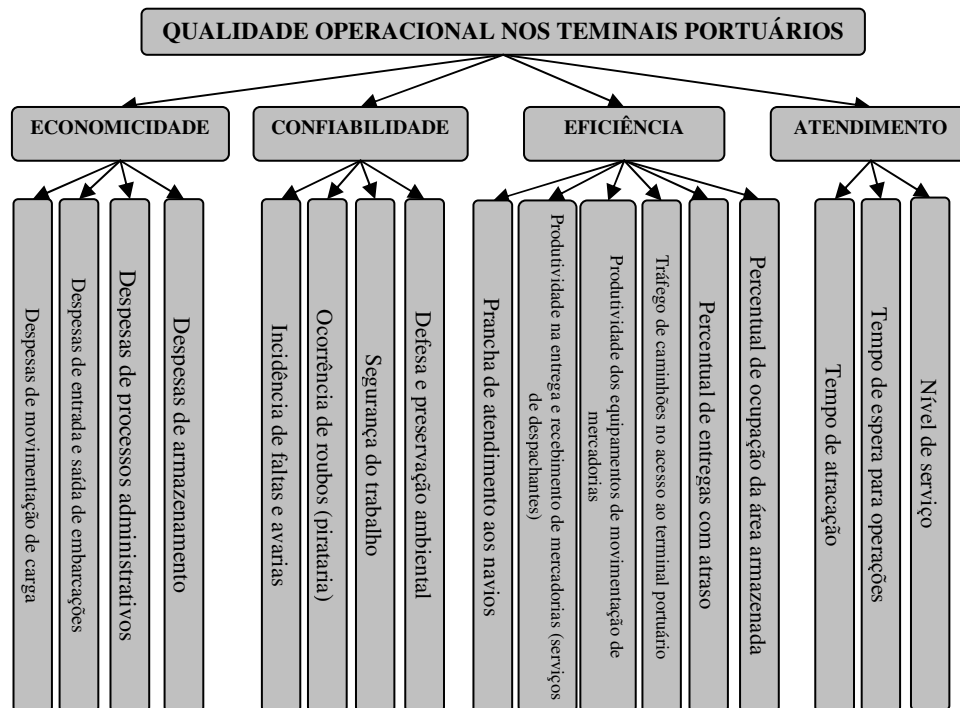 QUALIDADE OPERACIONAL NOS TEMINAIS PORTUÁRIOS
ECONOMICIDADE
CONFIABILIDADE
EFICIÊNCIA
ATENDIMENTO
Despesas de movimentação de carga
Despesas de entrada e saída de embarcações
Despesas de processos administrativos
Despesas de armazenamento
Incidência de faltas e avarias
Ocorrência de roubos (pirataria)
Segurança do trabalho
Defesa e preservação ambiental
Prancha de atendimento aos navios
Produtividade na entrega e recebimento de mercadorias (serviços
de despachantes)
Produtividade dos equipamentos de movimentação de
mercadorias
Tráfego de caminhões no acesso ao terminal portuário
Percentual de entregas com atraso
Percentual de ocupação da área armazenada
Tempo de atracação
Tempo de espera para operações
Nível de serviço